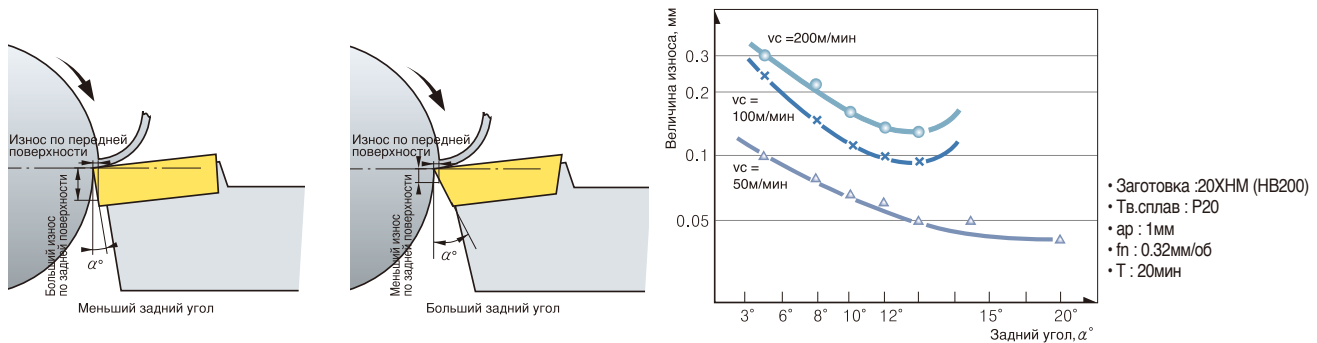 Износ по передней
поверхности
Больший износ
по задней поверхности
α°
Меньший задний угол
Износ по передней
поверхности
Меньший износ
по задней поверхности
α°
Больший задний угол
Величина износа, мм
0.3
0.2
0.1
0.05
vc =200м/мин
vc =
100м/мин
vc =
50м/мин
3° 6° 8° 10° 12° 15° 20°
Задний угол,α°
• Заготовка :20ХНМ (HB200)
• Тв.сплав : P20
• ap : 1мм
• fn : 0.32мм/об
• T : 20мин